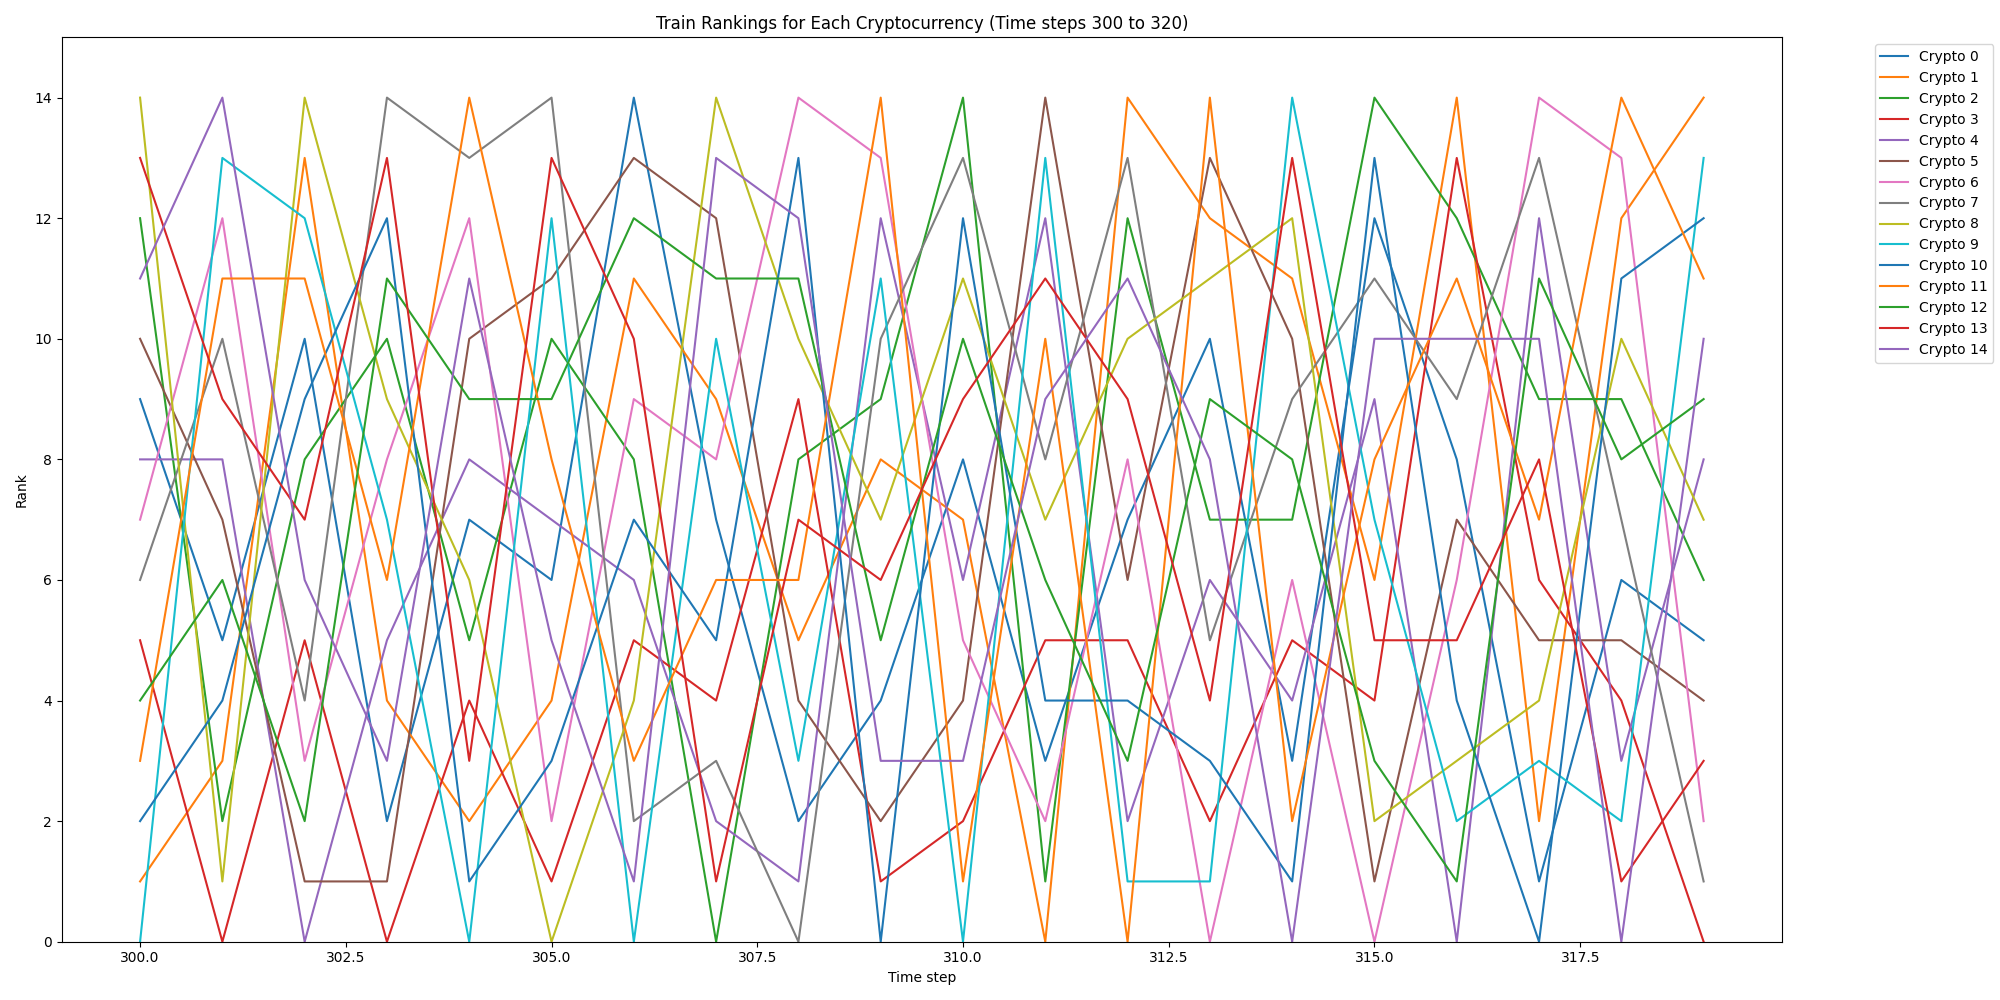 Train Rankings for Each Cryptocurrency (Time steps 300 to 320)
Rank
14
12
10
8
6
4
2
0
300.0
302.5
305.0
307.5
310.0
312.5
315.0
317.5
Time step
Crypto 0
Crypto 1
Crypto 2
Crypto 3
Crypto 4
Crypto 5
Crypto 6
Crypto 7
Crypto 8
Crypto 9
Crypto 10
Crypto 11
Crypto 12
Crypto 13
Crypto 14